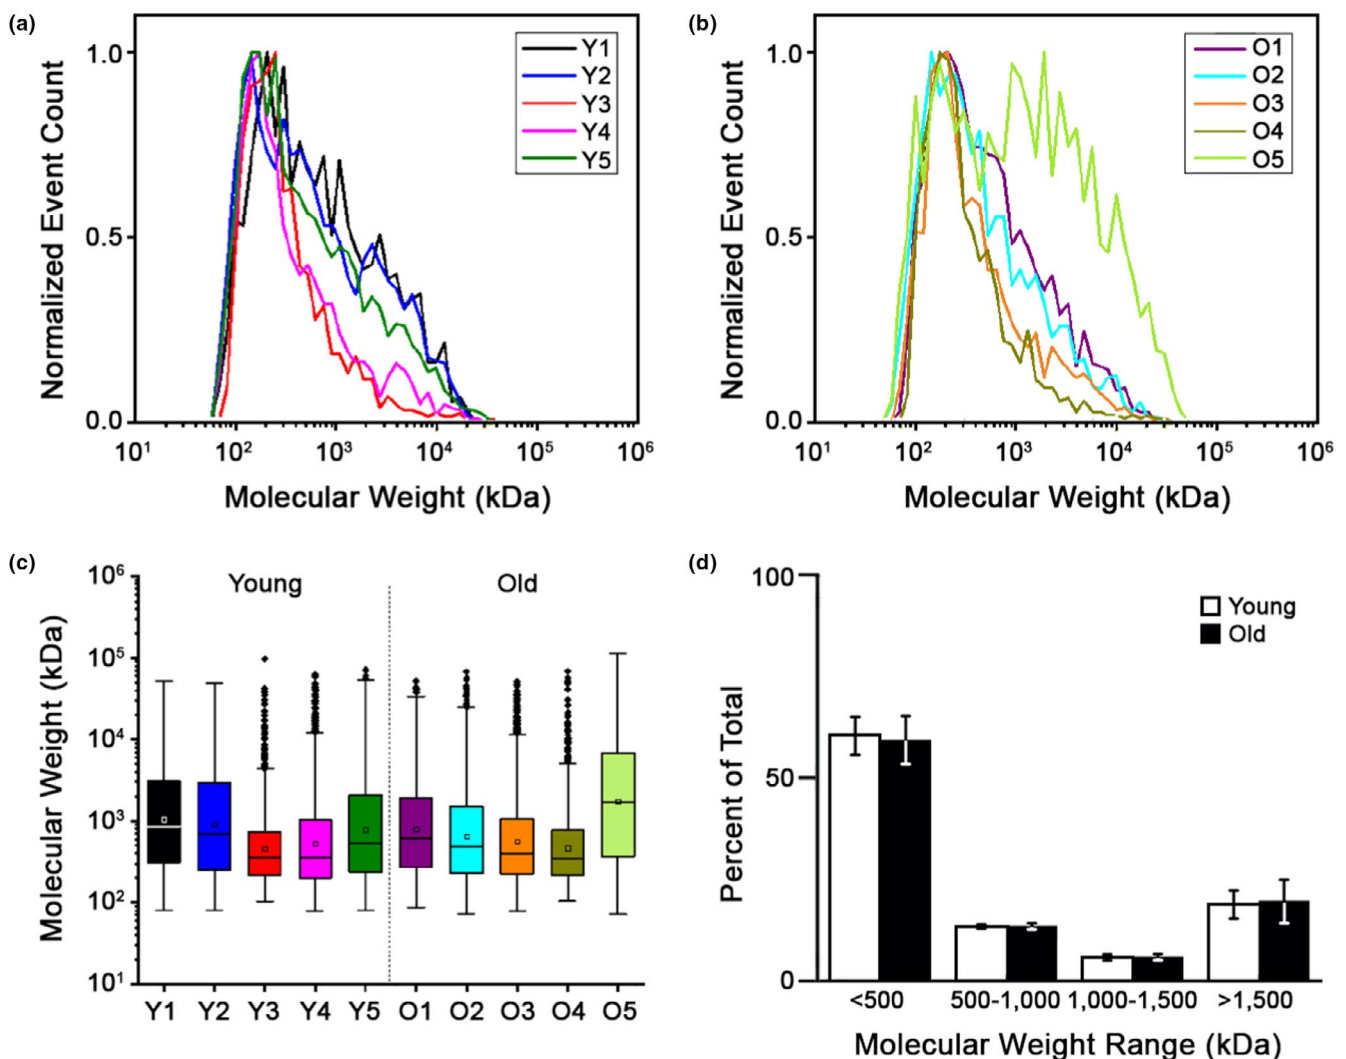 (a)
Normalized Event Count
1.0
0.5
0.0
10¹ 10² 10³ 10⁴ 10⁵ 10⁶
Molecular Weight (kDa)
Y1
Y2
Y3
Y4
Y5
(b)
Normalized Event Count
1.0
0.5
0.0
10¹ 10² 10³ 10⁴ 10⁵ 10⁶
Molecular Weight (kDa)
O1
O2
O3
O4
O5
(c)
Molecular Weight (kDa)
10⁶
10⁵
10⁴
10³
10²
10¹
Young Old
Y1 Y2 Y3 Y4 Y5 O1 O2 O3 O4 O5
(d)
Percent of Total
100
50
0
Young
Old
<500 500-1,000 1,000-1,500 >1,500
Molecular Weight Range (kDa)